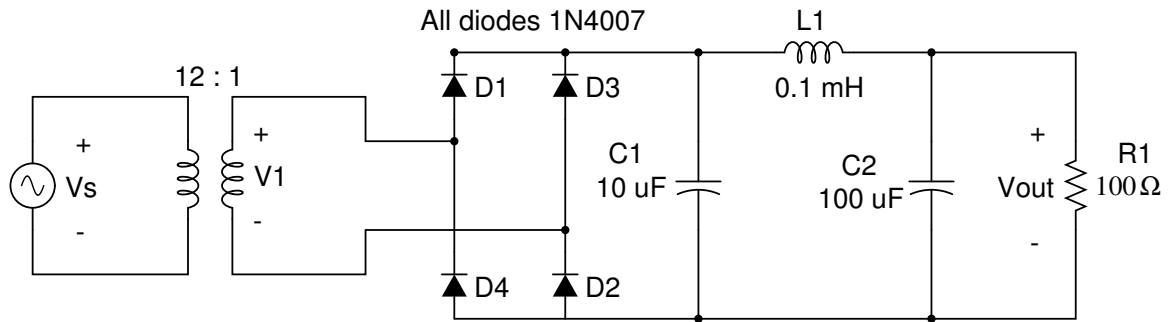 All diodes 1N4007
L1
12 : 1
D1
D3
0.1 mH
+
Vs
-
+
V1
-
C1
10 uF
C2
100 uF
+
Vout
-
R1
100Ω
D4
D2